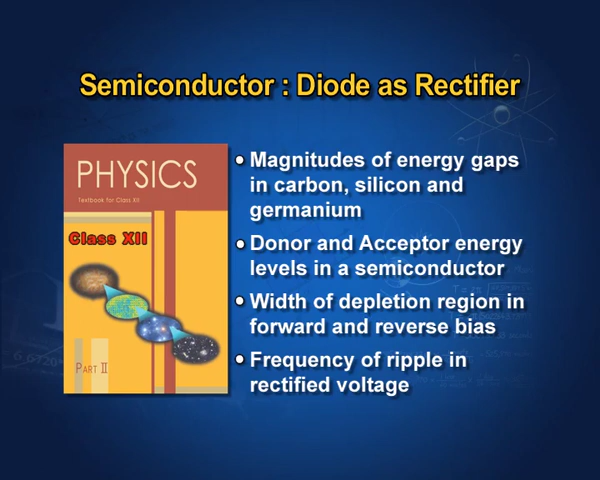 Semiconductor : Diode as Rectifier
PHYSICS
Textbook for Class XII
Class XII
PART II
• Magnitudes of energy gaps
in carbon, silicon and
germanium
• Donor and Acceptor energy
levels in a semiconductor
• Width of depletion region in
forward and reverse bias
• Frequency of ripple in
rectified voltage